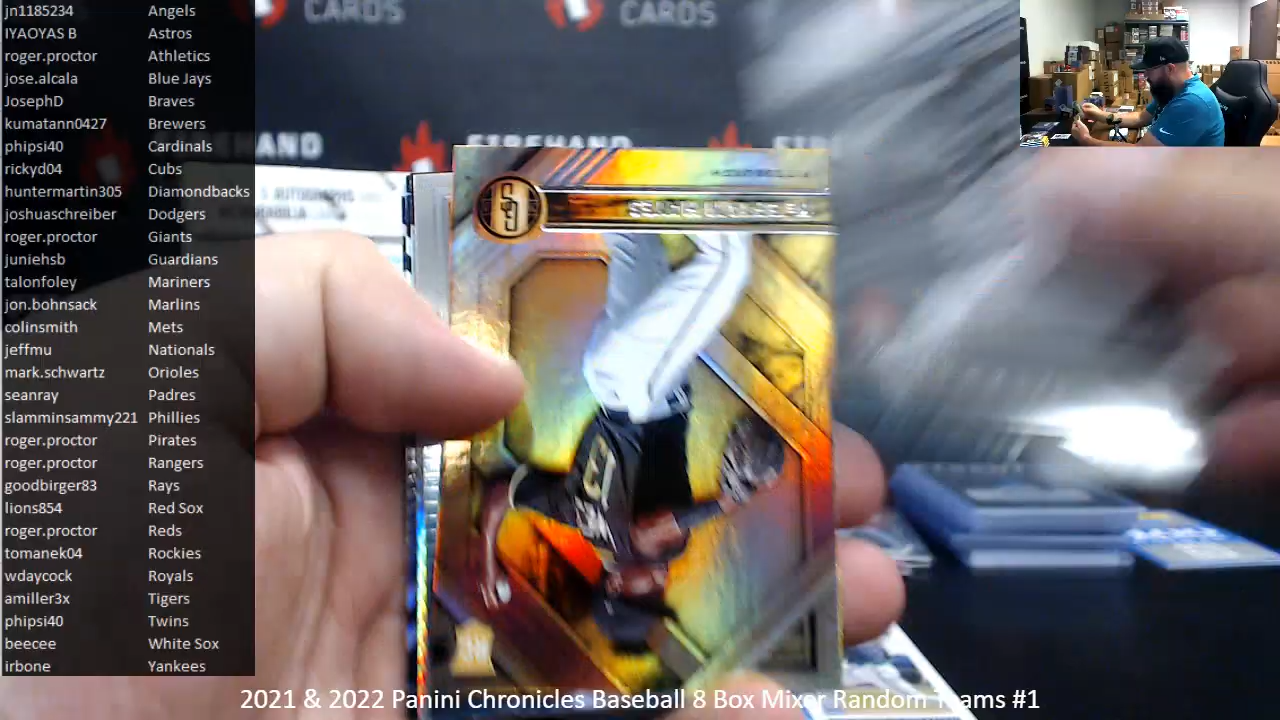 jn1185234 Angels
IYAOYAS B Astros
roger.proctor Athletics
jose.alcala Blue Jays
JosephD Braves
kumatann0427 Brewers
phipsi40 Cardinals
rickyd04 Cubs
huntermartin305 Diamondbacks
joshuaschreiber Dodgers
roger.proctor Giants
juniehsb Guardians
talonfoley Mariners
jon.bohnsack Marlins
colinsmith Mets
jeffmu Nationals
mark.schwartz Orioles
seanray Padres
slamminsammy221 Phillies
roger.proctor Pirates
roger.proctor Rangers
goodbirger83 Rays
lions854 Red Sox
roger.proctor Reds
tomanek04 Rockies
wdaycock Royals
amiller3x Tigers
phipsi40 Twins
beecee White Sox
irbone Yankees
CARDS CARDS
FIREHAND
AUTOGRAPHS
MEMORABILIA
2021 & 2022 Panini Chronicles Baseball 8 Box Mixer Random Teams #1